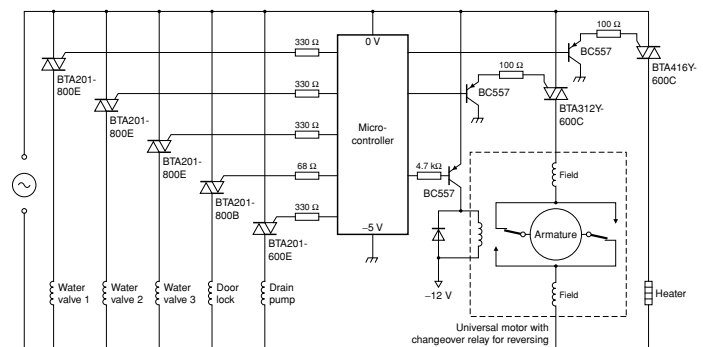 100 Ω
330 Ω
0 V
BC557
BTA416Y-
600C
BTA201-
800E
100 Ω
330 Ω
BC557
BTA312Y-
600C
BTA201-
800E
330 Ω
Micro-
controller
BTA201-
800E
68 Ω
4.7 kΩ
BC557
Field
BTA201-
800B
330 Ω
−5 V
BTA201-
600E
Armature
Water
valve 1
Water
valve 2
Water
valve 3
Door
lock
Drain
pump
−12 V
Field
Heater
Universal motor with
changeover relay for reversing